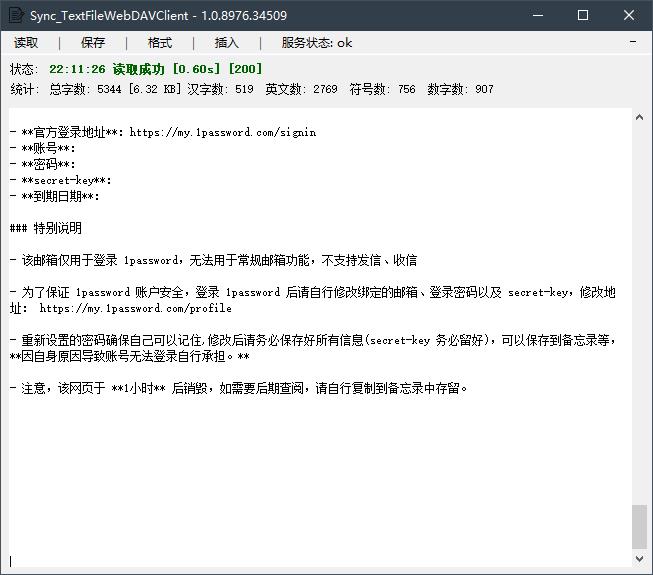 Sync_TextFileWebDAVClient - 1.0.8976.34509
读取 | 保存 | 格式 | 插入 | 服务状态: ok
状态: 22:11:26 读取成功 [0.60s] [200]
统计: 总字数: 5344 [6.32 KB] 汉字数: 519 英文数: 2769 符号数: 756 数字数: 907
- **官方登录地址**: https://my.1password.com/signin
- **账号**:
- **密码**:
- **secret-key**:
- **到期日期**:
### 特别说明
- 该邮箱仅用于登录 1password，无法用于常规邮箱功能，不支持发信、收信
- 为了保证 1password 账户安全，登录 1password 后请自行修改绑定的邮箱、登录密码以及 secret-key，修改地
址: https://my.1password.com/profile
- 重新设置的密码确保自己可以记住,修改后请务必保存好所有信息(secret-key 务必留好)，可以保存到备忘录等，
**因自身原因导致账号无法登录自行承担。**
- 注意，该网页于 **1小时** 后销毁，如需要后期查阅，请自行复制到备忘录中存留。